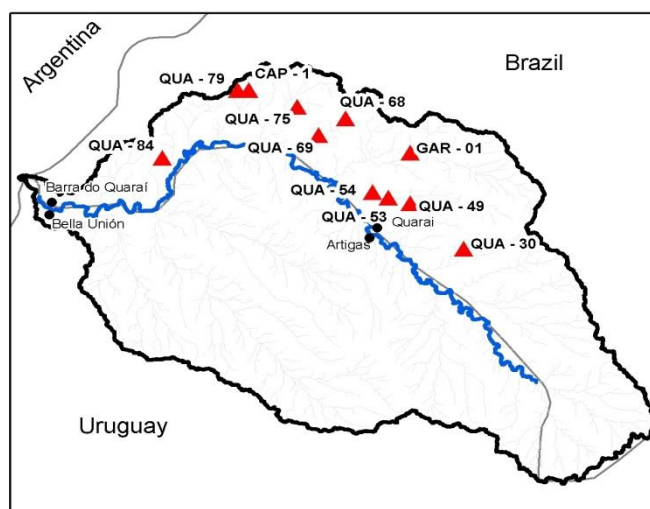 Argentina
Brazil
QUA - 79
CAP - 1
QUA - 68
QUA - 75
GAR - 01
QUA - 84
QUA - 69
Barra do Quaraí
QUA - 54
QUA - 49
Bella Unión
QUA - 53
Quarai
Artigas
QUA - 30
Uruguay